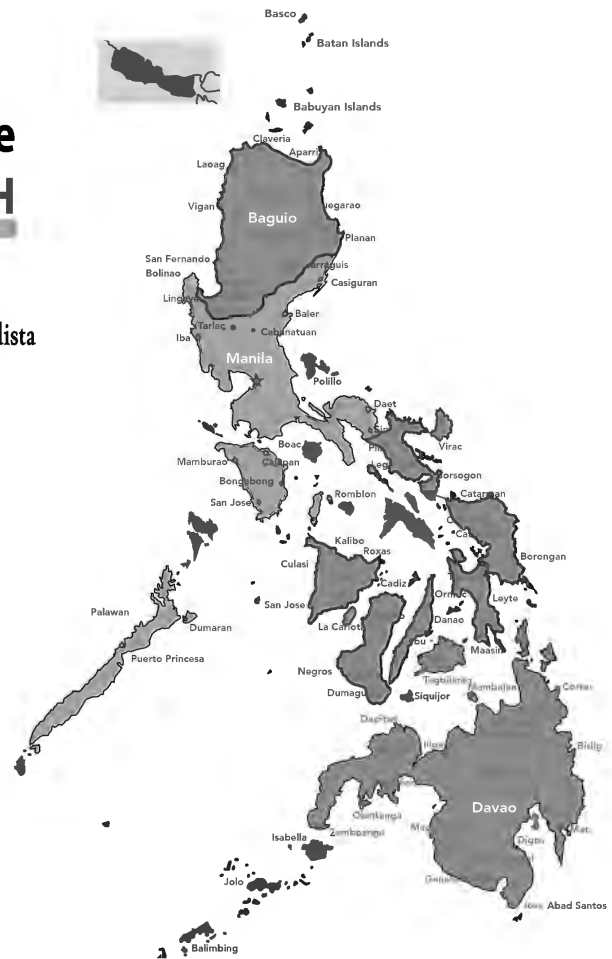 Basco
Batan Islands
Babuyan Islands
Claveria
Aparri
Laoag
Vigan
Baguio
Planan
San Fernando
Bolinao
Casiguran
Baler
Tarlac
Cabanatuan
Iba
Manila
Polillo
Daet
Virac
Boac
Mamburao
Calapan
Bongabong
San Jose
Romblon
Catarman
Kalibo
Roxas
Culasi
Borongan
Cadiz
Ormoc
Leyte
San Jose
Danao
La Carlota
Palawan
Dumaran
Puerto Princesa
Maasin
Negros
Siquijor
Dapitan
Davao
Isabella
Zamboanga
Jolo
Abad Santos
Balimbing